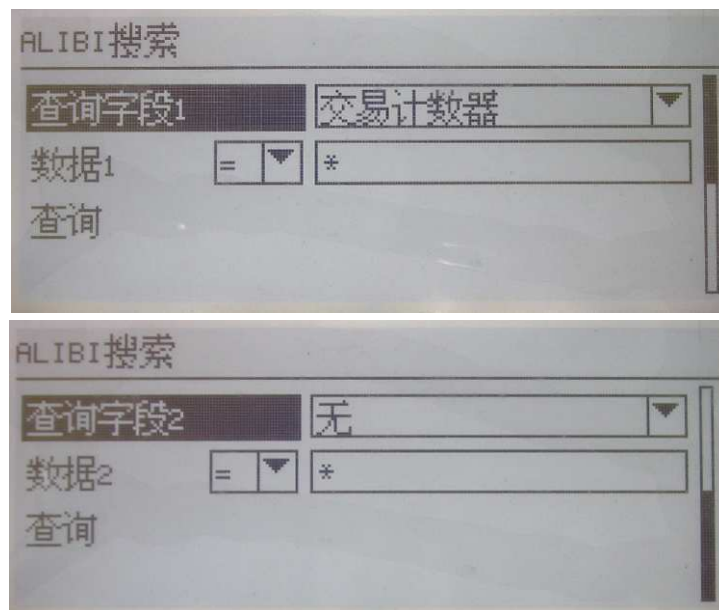 ALIBI搜索
查询字段1 交易计数器
数据1 = *
查询
ALIBI搜索
查询字段2 无
数据2 = *
查询